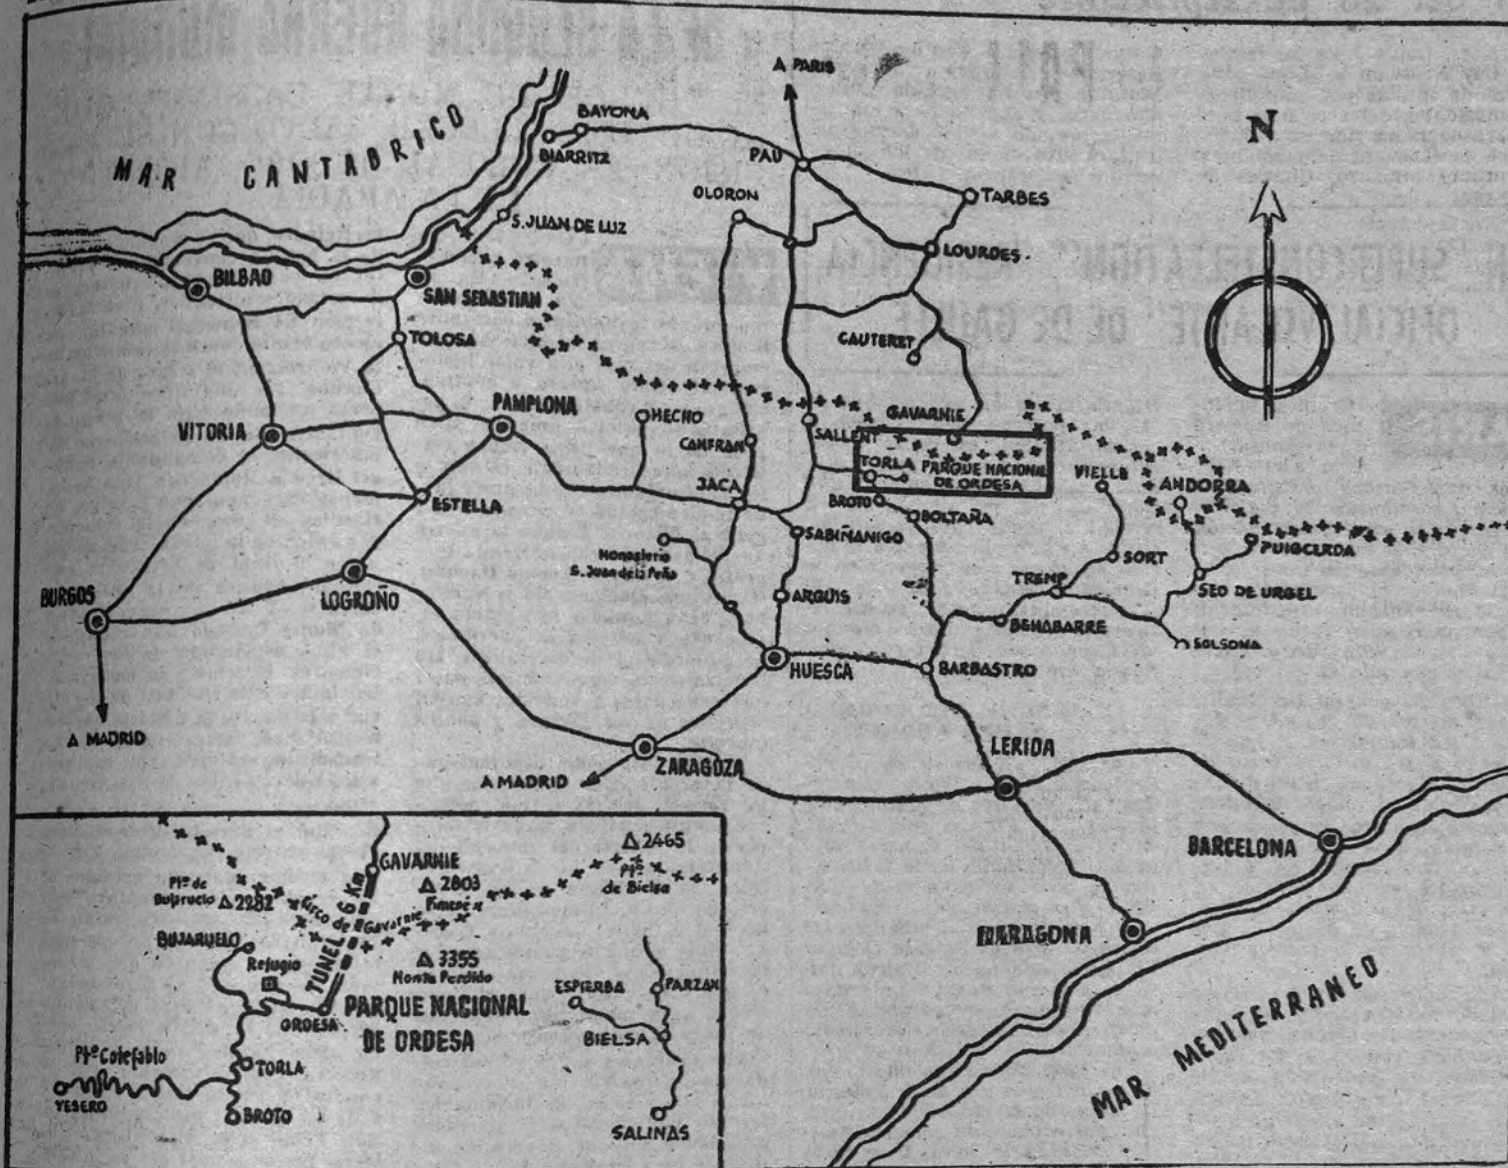 A PARIS
N
MAR CANTABRICO
BAYONA
BIARRITZ
PAU
OLORON
TARBES
S. JUAN DE LUZ
LOURDES.
BILBAO
SAN SEBASTIAN
TOLOSA
CAUTERET
PAMPLONA
HECHO
GAVARNIE
VITORIA
CANFRAN
SALLENT
TORLA
PARQUE NACIONAL
DE ORDESA
VIELLE
ANDORRA
JACA
BROTO
BOLTAÑA
ESTELLA
SABIÑANIGO
PUIGCERDA
Monasterio
S. Juan de la Peña
SORT
BURGOS
LOGROÑO
ARGUIS
TREMP
SEO DE URGEL
BENABARRE
SOLSONA
HUESCA
BARBASTRO
A MADRID
LERIDA
ZARAGOZA
A MADRID
BARCELONA
TARAGONA
MAR MEDITERRANEO
GAVARNIE
△ 2465
Pto de
Bielsa
Pto de
Bujaruelo △ 2282
△ 2803
Pimené
Circo de Gavarnie
TUNEL 6 Km
BUJARUELO
Refugio
△ 3355
Monte Perdido
ESPIERBA
PARZAN
ORDESA
PARQUE NACIONAL
DE ORDESA
BIELSA
Pto Cotefablo
TORLA
YESERO
BROTO
SALINAS